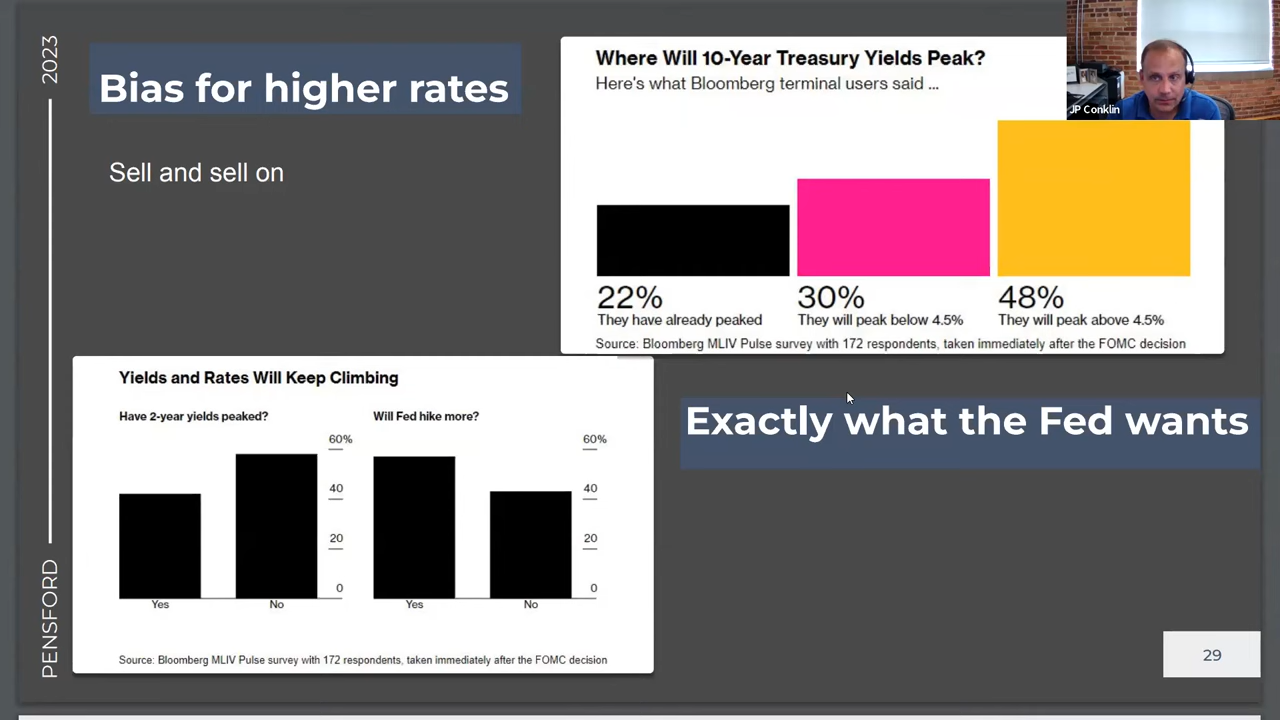 2023
PENSFORD
Bias for higher rates
Sell and sell on
Where Will 10-Year Treasury Yields Peak?
Here's what Bloomberg terminal users said ...
22%
They have already peaked
30%
They will peak below 4.5%
48%
They will peak above 4.5%
Source: Bloomberg MLIV Pulse survey with 172 respondents, taken immediately after the FOMC decision
JP Conklin
Yields and Rates Will Keep Climbing
Have 2-year yields peaked?
60%
40
20
0
Yes
No
Will Fed hike more?
60%
40
20
0
Yes
No
Source: Bloomberg MLIV Pulse survey with 172 respondents, taken immediately after the FOMC decision
Exactly what the Fed wants
29